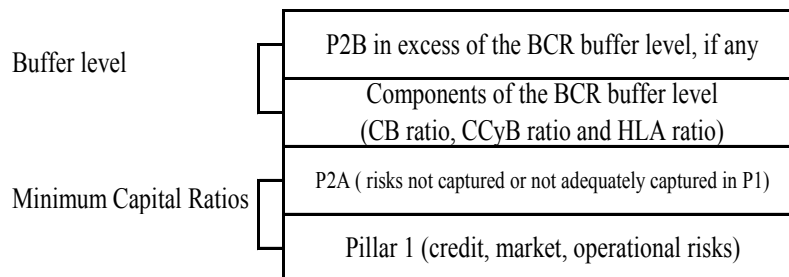 P2B in excess of the BCR buffer level, if any
Buffer level
Components of the BCR buffer level
(CB ratio, CCyB ratio and HLA ratio)
P2A ( risks not captured or not adequately captured in P1)
Minimum Capital Ratios
Pillar 1 (credit, market, operational risks)